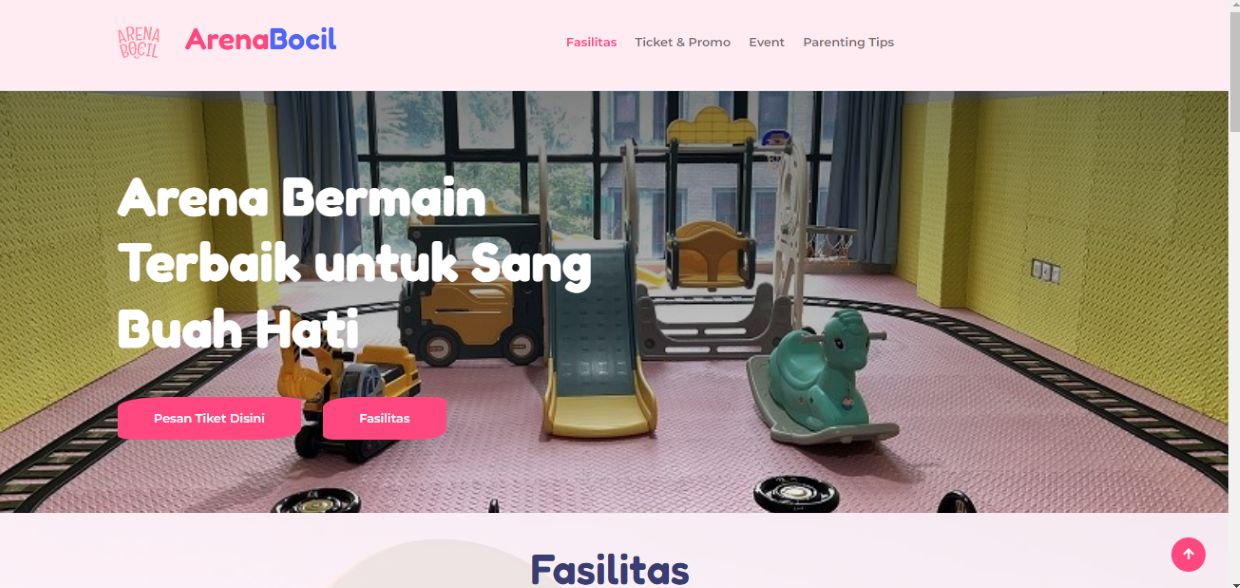 ARENA
BOCIL
ArenaBocil
Fasilitas
Ticket & Promo
Event
Parenting Tips
Arena Bermain
Terbaik untuk Sang
Buah Hati
Pesan Tiket Disini
Fasilitas
Fasilitas